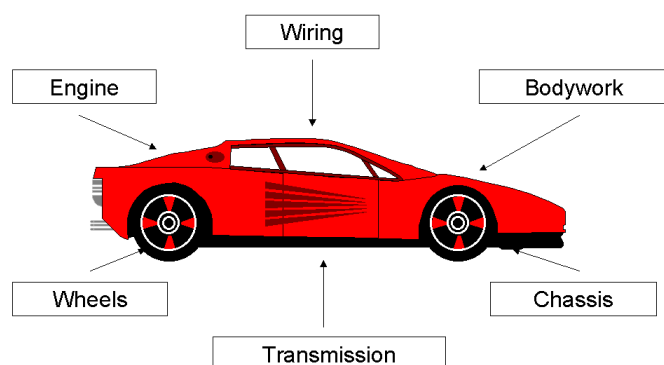 Wiring
Engine
Bodywork
Wheels
Chassis
Transmission